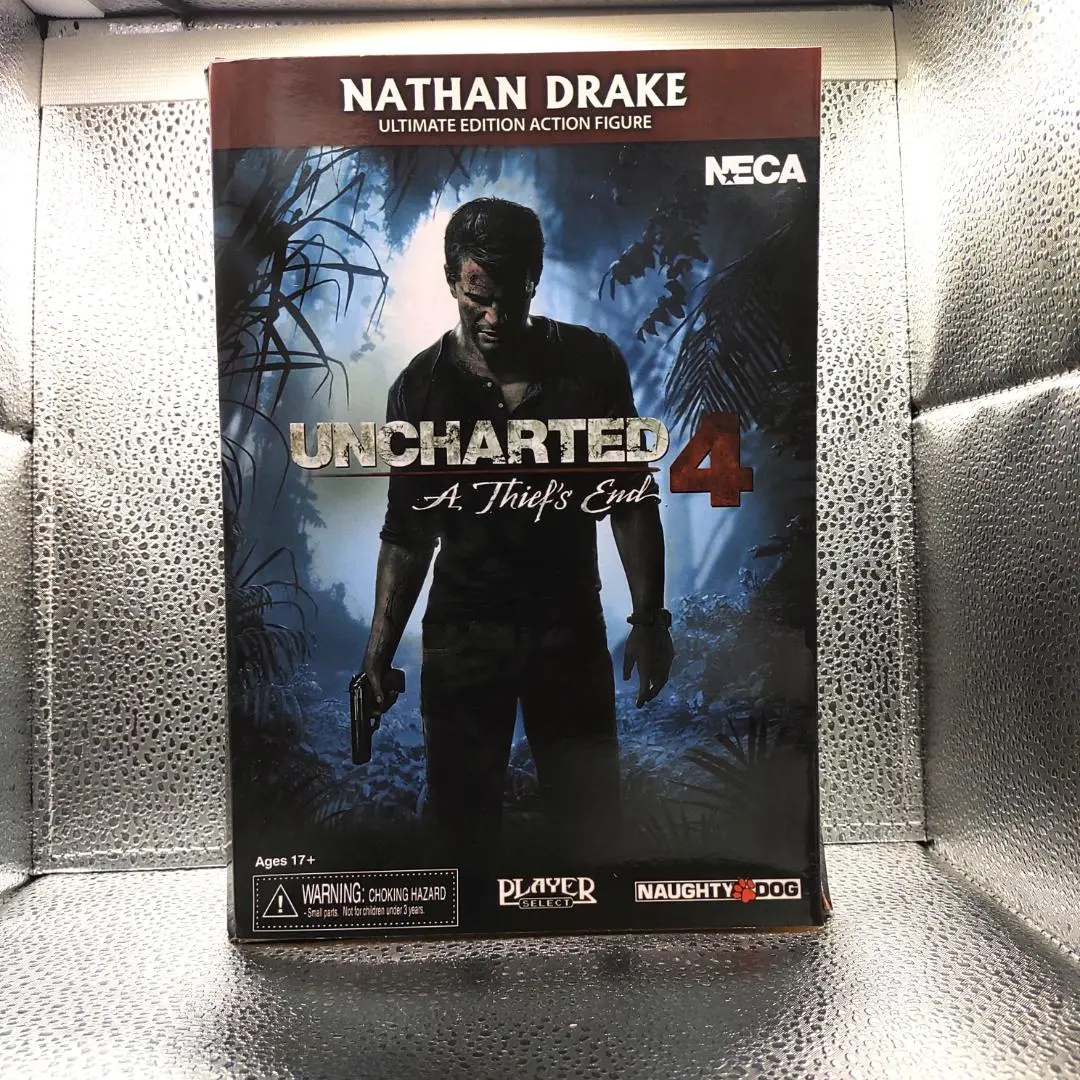 NATHAN DRAKE
ULTIMATE EDITION ACTION FIGURE
NECA
UNCHARTED 4
A Thief's End
Ages 17+
WARNING: CHOKING HAZARD
- Small parts. Not for children under 3 years.
PLAYER
SELECT
NAUGHTY DOG